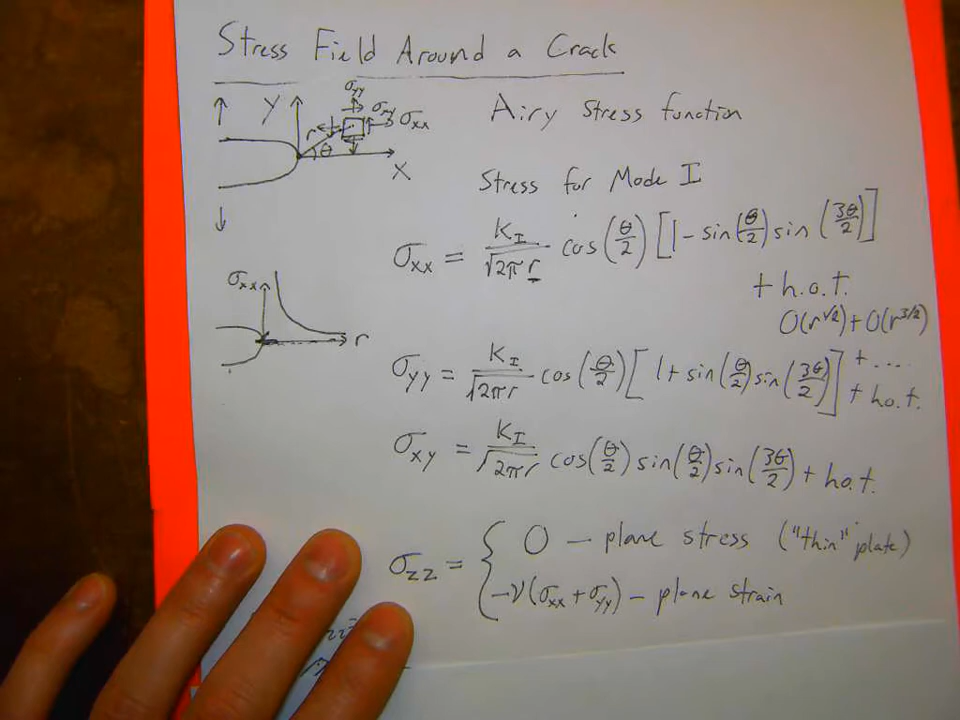 Stress Field Around a Crack
σyy
Y σxy σxx
r θ
X
Airy Stress function
Stress for Mode I
σxx = K_I/√(2πr) cos(θ/2) [1 - sin(θ/2) sin(3θ/2)]
+ h.o.t.
O(r^1/2) + O(r^3/2)
+ ....
σxx
r
σyy = K_I/√(2πr) cos(θ/2) [1 + sin(θ/2) sin(3θ/2)] + h.o.t.
σxy = K_I/√(2πr) cos(θ/2) sin(θ/2) sin(3θ/2) + h.o.t.
σzz = { 0 — plane stress ("thin" plate)
-ν(σxx + σyy) — plane strain